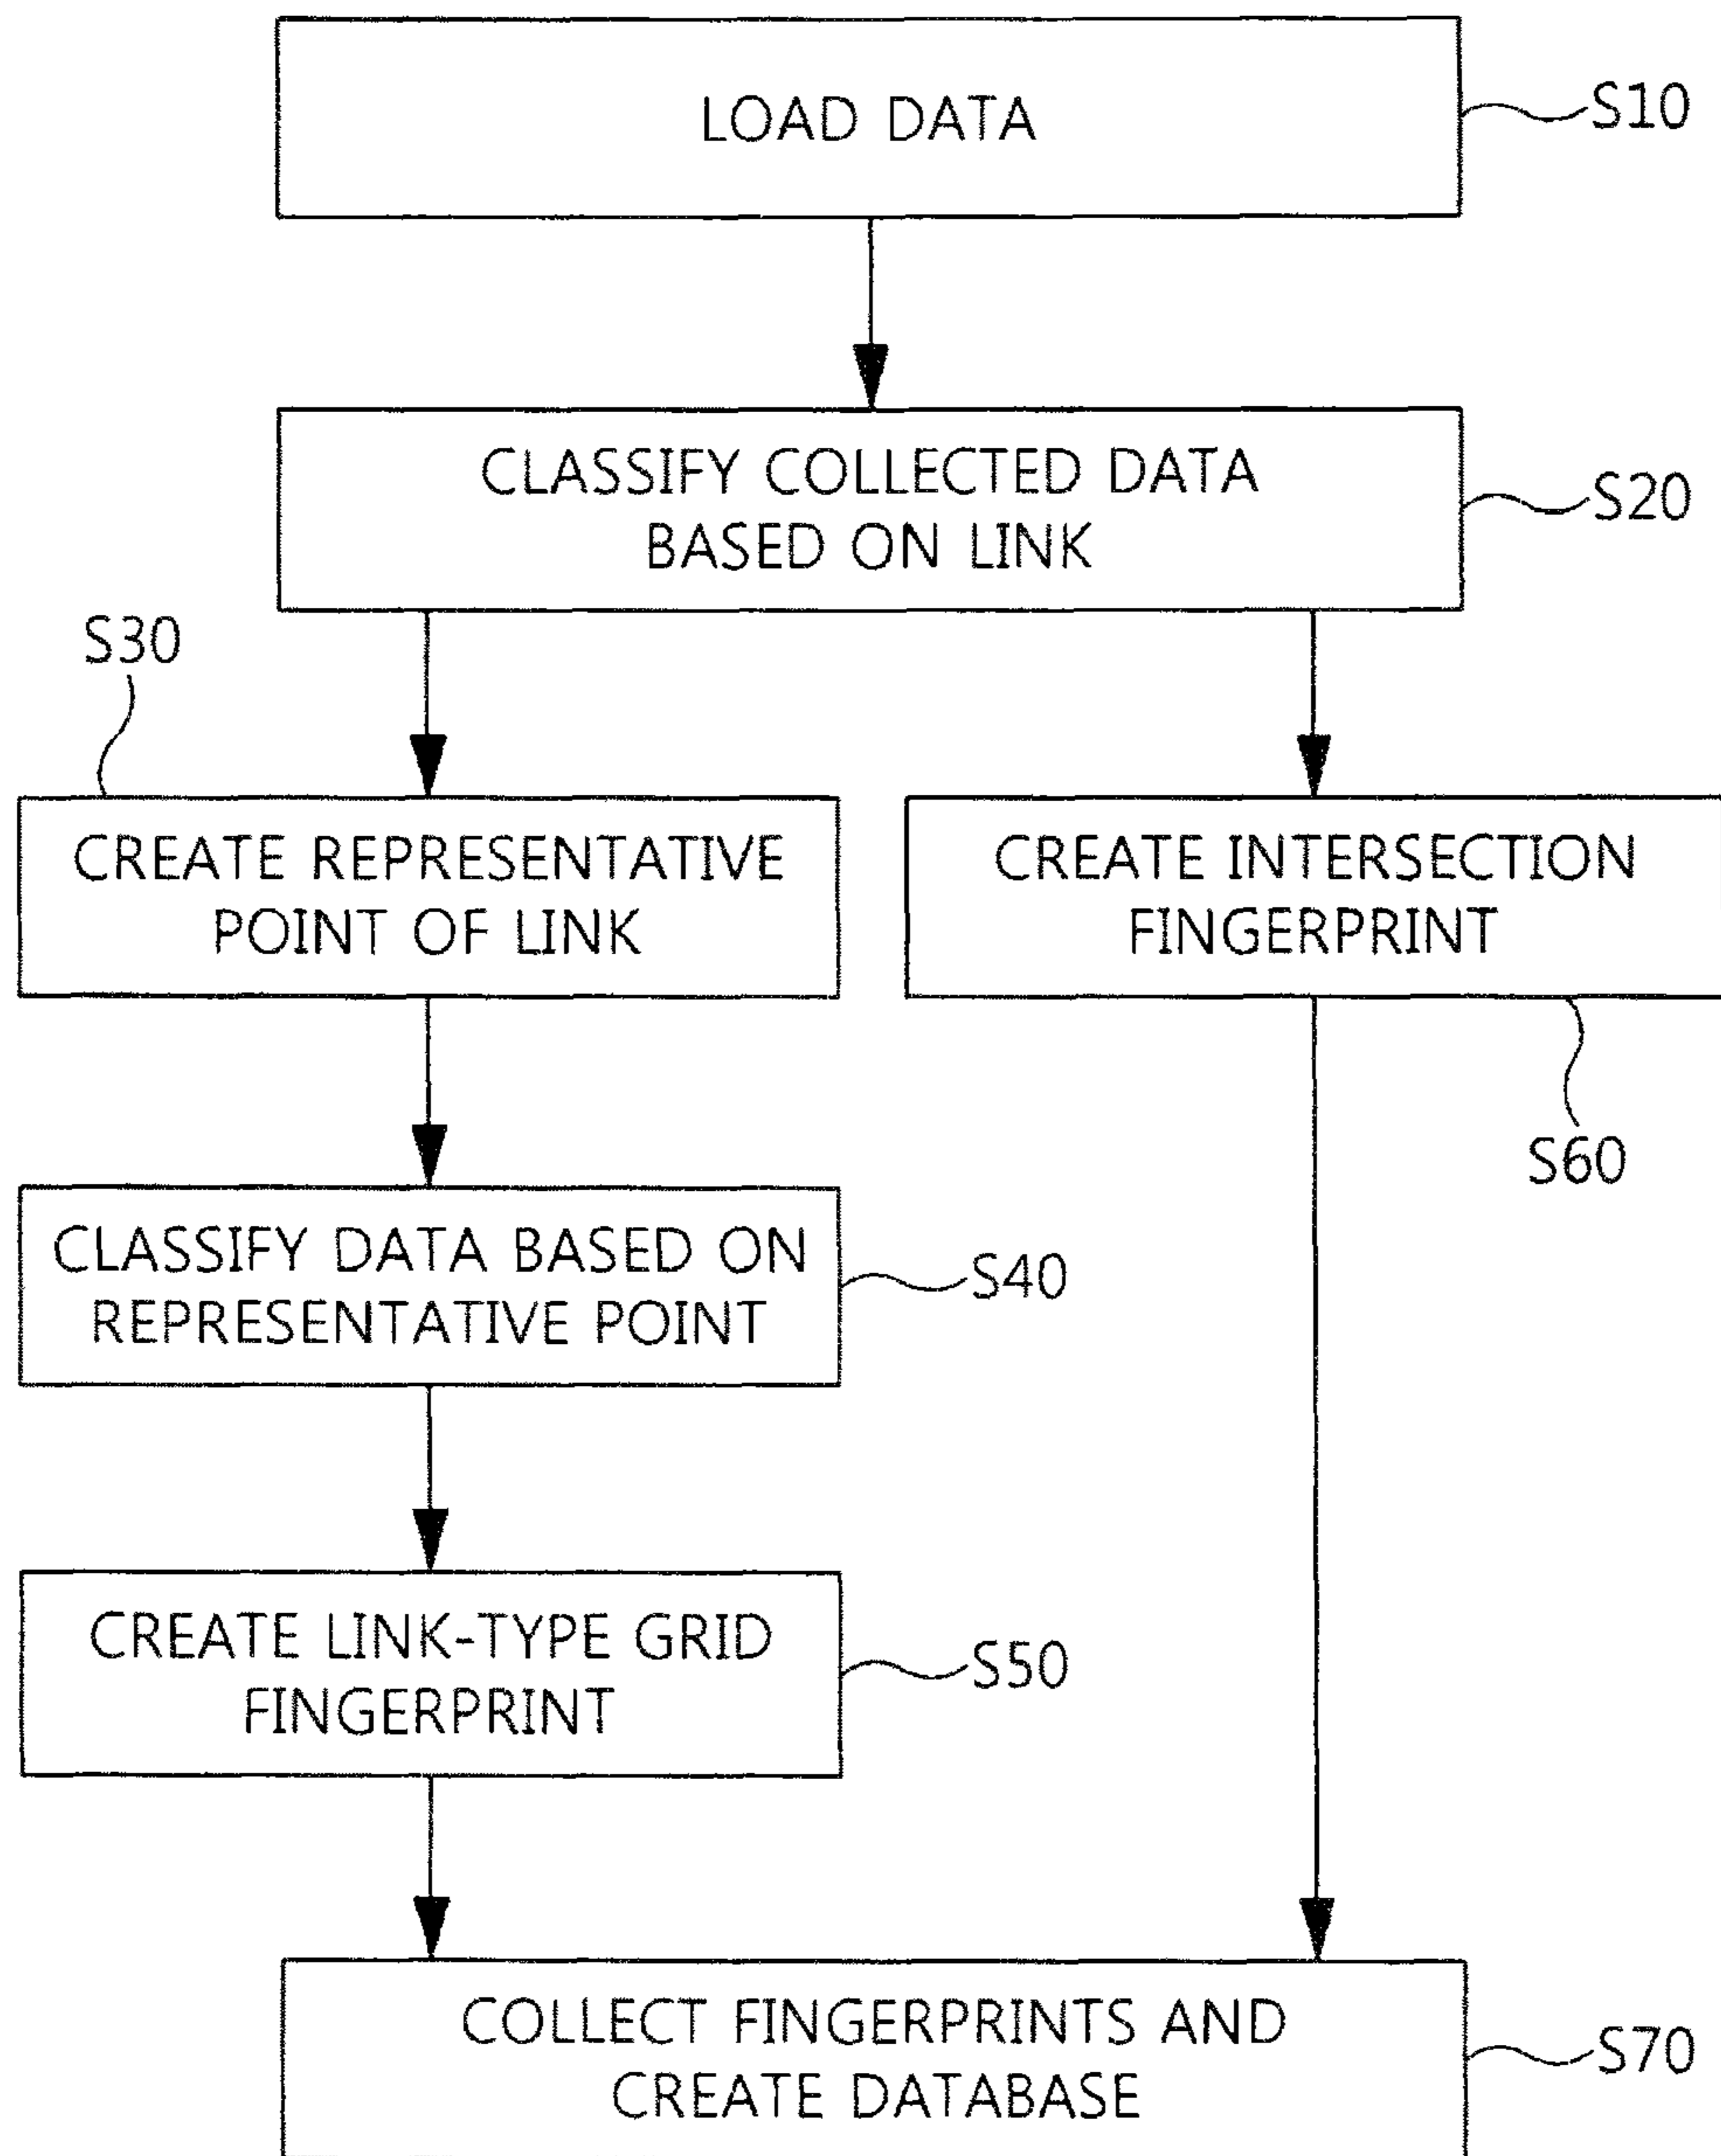 LOAD DATA
S10
CLASSIFY COLLECTED DATA
BASED ON LINK
S20
S30
CREATE REPRESENTATIVE
POINT OF LINK
CREATE INTERSECTION
FINGERPRINT
S60
CLASSIFY DATA BASED ON
REPRESENTATIVE POINT
S40
CREATE LINK-TYPE GRID
FINGERPRINT
S50
COLLECT FINGERPRINTS AND
CREATE DATABASE
S70